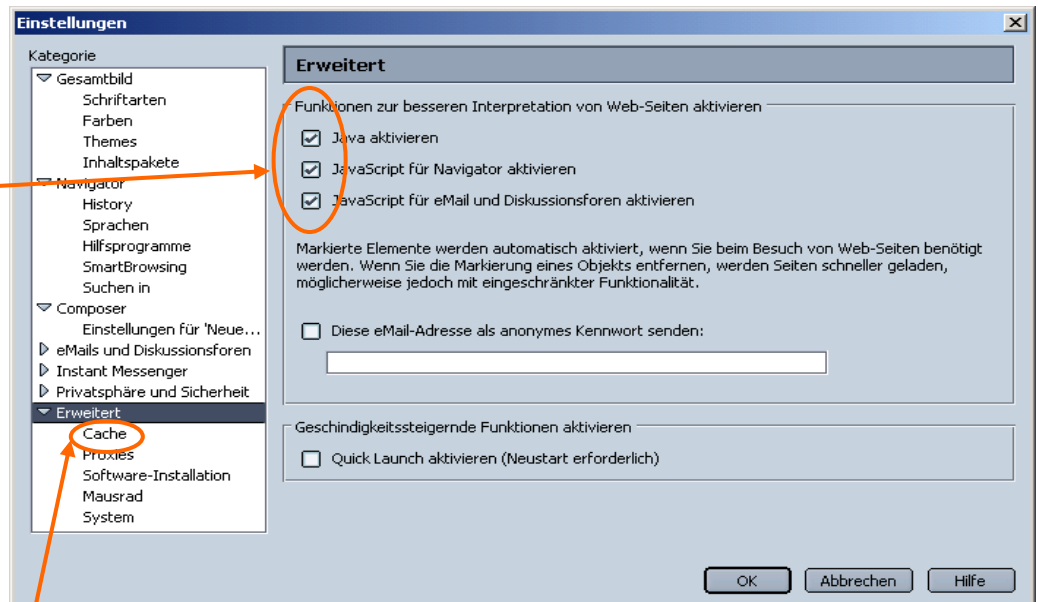 Einstellungen
Kategorie
Gesamtbild
Schriftarten
Farben
Themes
Inhaltspakete
Navigator
History
Sprachen
Hilfsprogramme
SmartBrowsing
Suchen in
Composer
Einstellungen für 'Neue...
eMails und Diskussionsforen
Instant Messenger
Privatsphäre und Sicherheit
Erweitert
Cache
Proxies
Software-Installation
Mausrad
System
Erweitert
Funktionen zur besseren Interpretation von Web-Seiten aktivieren
Java aktivieren
JavaScript für Navigator aktivieren
JavaScript für eMail und Diskussionsforen aktivieren
Markierte Elemente werden automatisch aktiviert, wenn Sie beim Besuch von Web-Seiten benötigt
werden. Wenn Sie die Markierung eines Objekts entfernen, werden Seiten schneller geladen,
möglicherweise jedoch mit eingeschränkter Funktionalität.
Diese eMail-Adresse als anonymes Kennwort senden:
Geschindigkeitssteigernde Funktionen aktivieren
Quick Launch aktivieren (Neustart erforderlich)
OK
Abbrechen
Hilfe